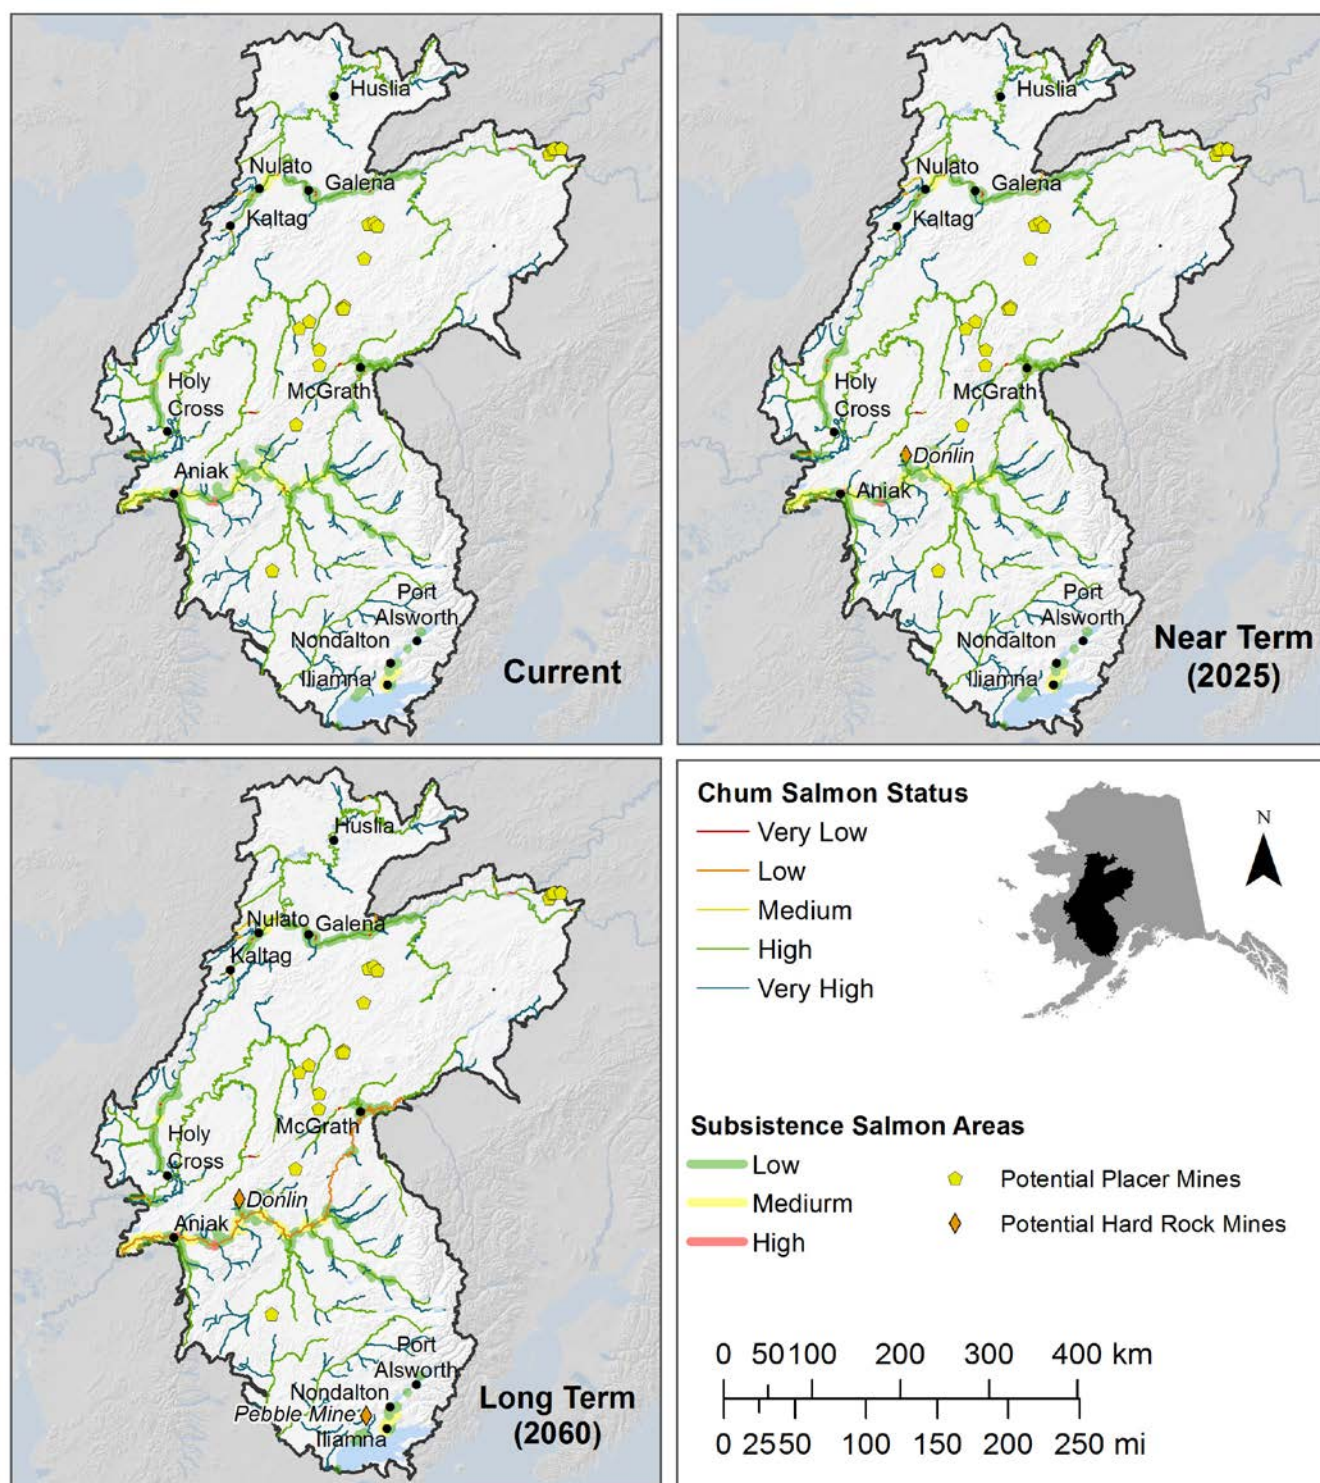 Huslia
Nulato
Galena
Kaltag
Holy
Cross
McGrath
Aniak
Port
Alsworth
Nondalton
Iliamna
Current
Huslia
Nulato
Galena
Kaltag
Holy
Cross
McGrath
Donlin
Aniak
Port
Alsworth
Nondalton
Iliamna
Near Term
(2025)
Huslia
Nulato
Galena
Kaltag
McGrath
Holy
Cross
Donlin
Aniak
Port
Alsworth
Nondalton
Pebble Mine
Iliamna
Long Term
(2060)
Chum Salmon Status
Very Low
Low
Medium
High
Very High
N
Subsistence Salmon Areas
Low
Mediurm
High
Potential Placer Mines
Potential Hard Rock Mines
0 50 100 200 300 400 km
0 25 50 100 150 200 250 mi